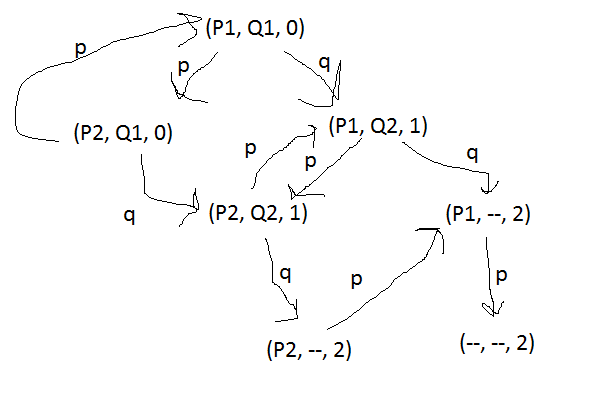 (P1, Q1, 0)
p
p
q
(P2, Q1, 0)
(P1, Q2, 1)
p
p
q
q
(P2, Q2, 1)
(P1, --, 2)
q
p
p
(P2, --, 2)
(--, --, 2)